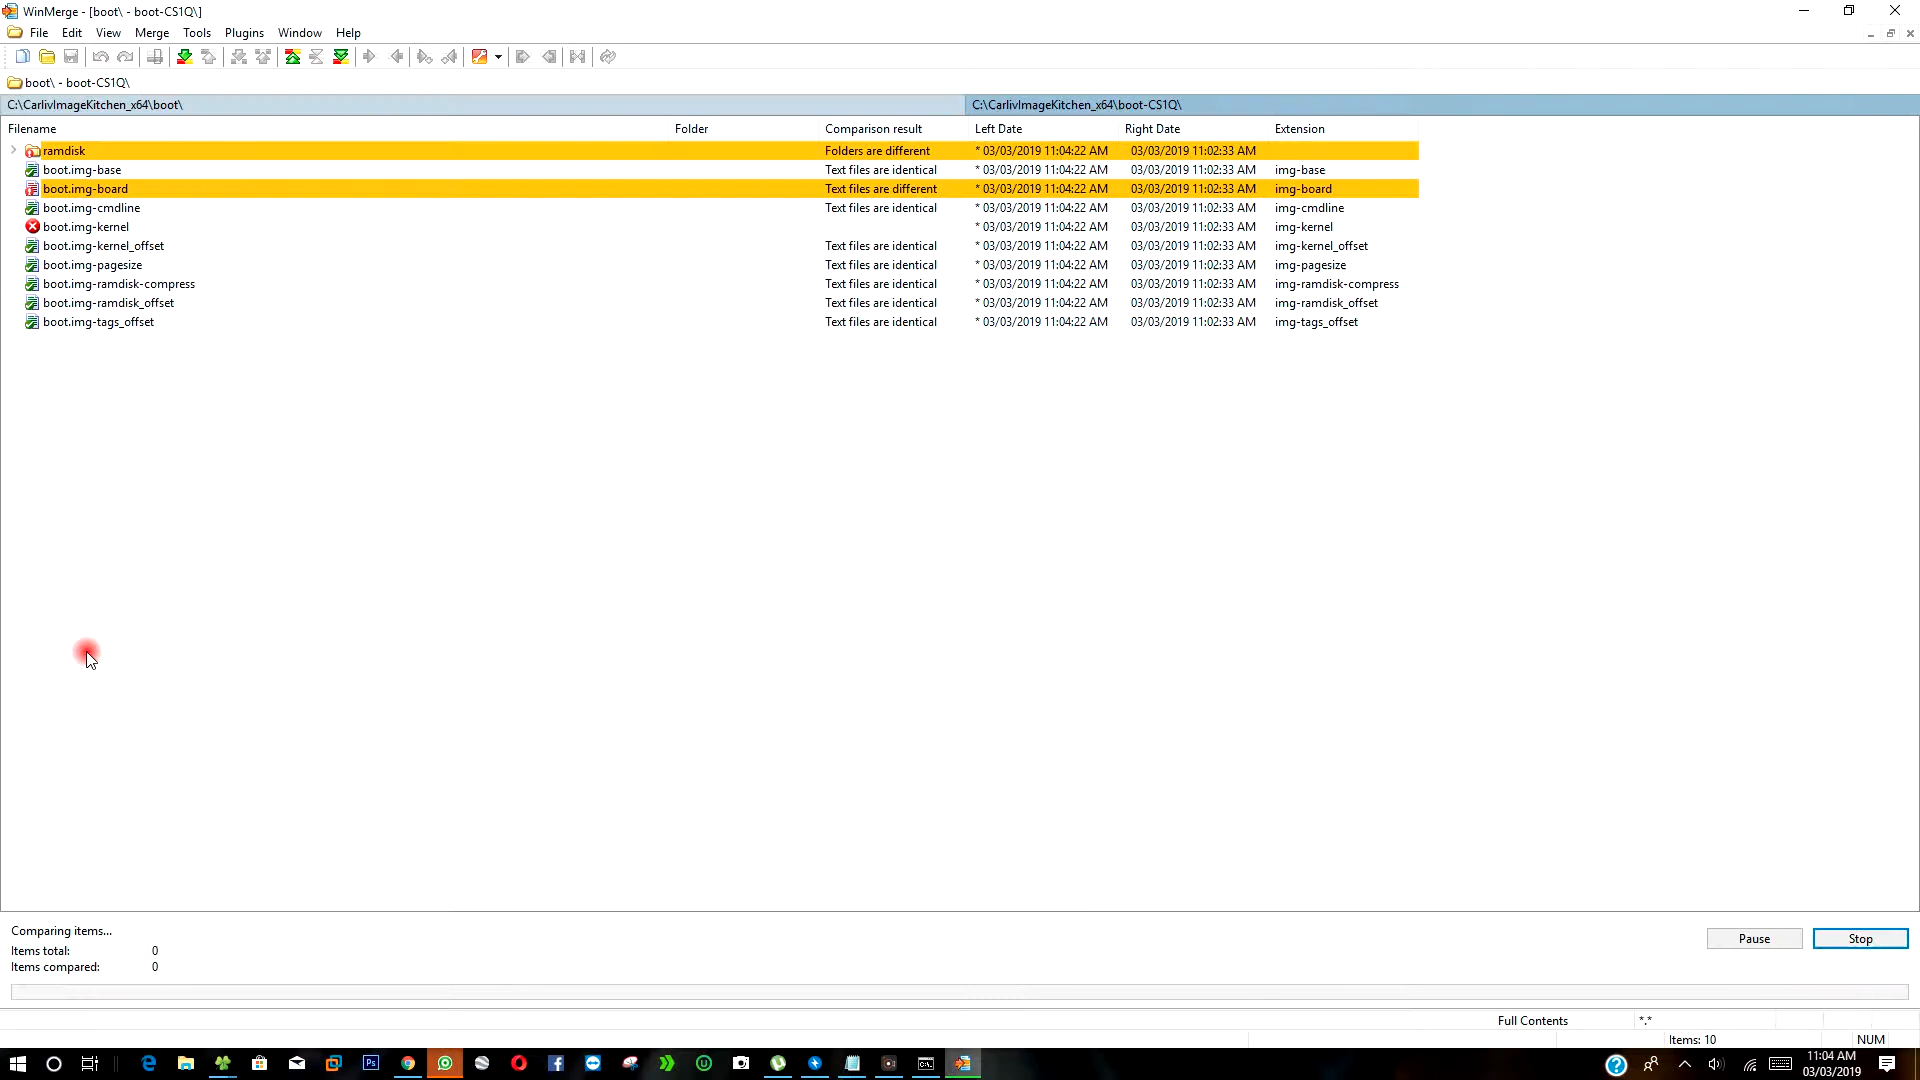 WinMerge - [boot\ - boot-CS1Q\]
File Edit View Merge Tools Plugins Window Help
boot\ - boot-CS1Q\
C:\CarlivImageKitchen_x64\boot\ C:\CarlivImageKitchen_x64\boot-CS1Q\
Filename Folder Comparison result Left Date Right Date Extension
ramdisk Folders are different * 03/03/2019 11:04:22 AM 03/03/2019 11:02:33 AM
boot.img-base Text files are identical * 03/03/2019 11:04:22 AM 03/03/2019 11:02:33 AM img-base
boot.img-board Text files are different * 03/03/2019 11:04:22 AM 03/03/2019 11:02:33 AM img-board
boot.img-cmdline Text files are identical * 03/03/2019 11:04:22 AM 03/03/2019 11:02:33 AM img-cmdline
boot.img-kernel * 03/03/2019 11:04:22 AM 03/03/2019 11:02:33 AM img-kernel
boot.img-kernel_offset Text files are identical * 03/03/2019 11:04:22 AM 03/03/2019 11:02:33 AM img-kernel_offset
boot.img-pagesize Text files are identical * 03/03/2019 11:04:22 AM 03/03/2019 11:02:33 AM img-pagesize
boot.img-ramdisk-compress Text files are identical * 03/03/2019 11:04:22 AM 03/03/2019 11:02:33 AM img-ramdisk-compress
boot.img-ramdisk_offset Text files are identical * 03/03/2019 11:04:22 AM 03/03/2019 11:02:33 AM img-ramdisk_offset
boot.img-tags_offset Text files are identical * 03/03/2019 11:04:22 AM 03/03/2019 11:02:33 AM img-tags_offset
Comparing items...
Pause Stop
Items total: 0
Items compared: 0
Full Contents *.*
Items: 10 NUM
11:04 AM
03/03/2019